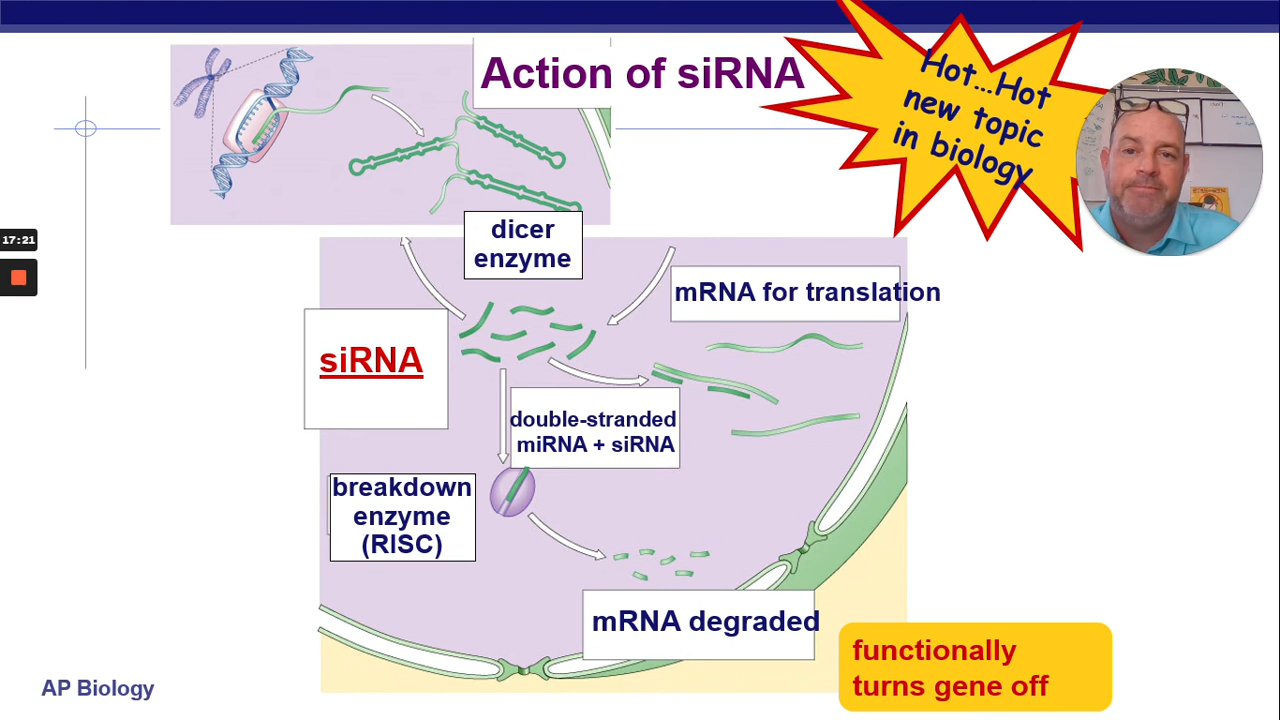 Action of siRNA
Hot...Hot
new topic
in biology
17:21
dicer
enzyme
mRNA for translation
siRNA
double-stranded
miRNA + siRNA
breakdown
enzyme
(RISC)
mRNA degraded
functionally
turns gene off
AP Biology